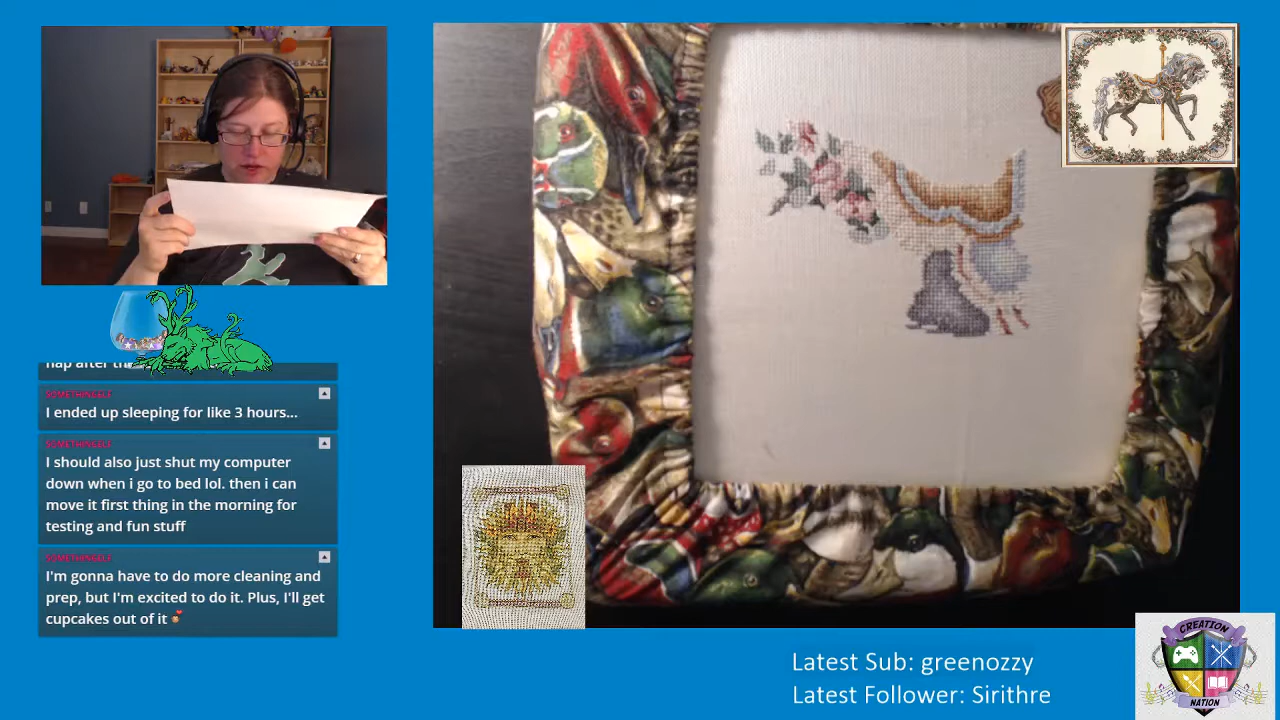 SOMETHINGELF
I ended up sleeping for like 3 hours...
SOMETHINGELF
I should also just shut my computer
down when i go to bed lol. then i can
move it first thing in the morning for
testing and fun stuff
SOMETHINGELF
I'm gonna have to do more cleaning and
prep, but I'm excited to do it. Plus, I'll get
cupcakes out of it
Latest Sub: greenozzy
Latest Follower: Sirithre
CREATION
NATION